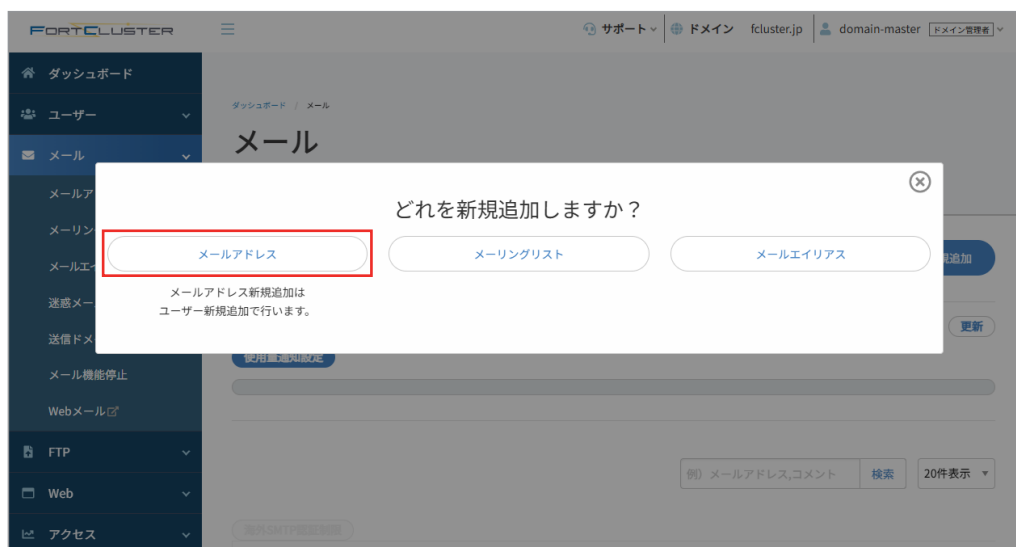 FORTCLUSTER
サポート
ドメイン fcluster.jp
domain-master ドメイン管理者
ダッシュボード
ユーザー
メール
メールア
メーリン
メールエイ
迷惑メー
送信ドメ
メール機能停止
Webメール
FTP
Web
アクセス
ダッシュボード / メール
メール
どれを新規追加しますか？
メールアドレス
メーリングリスト
メールエイリアス
メールアドレス新規追加は
ユーザー新規追加で行います。
規追加
更新
使用量通知設定
例）メールアドレス,コメント
検索
20件表示